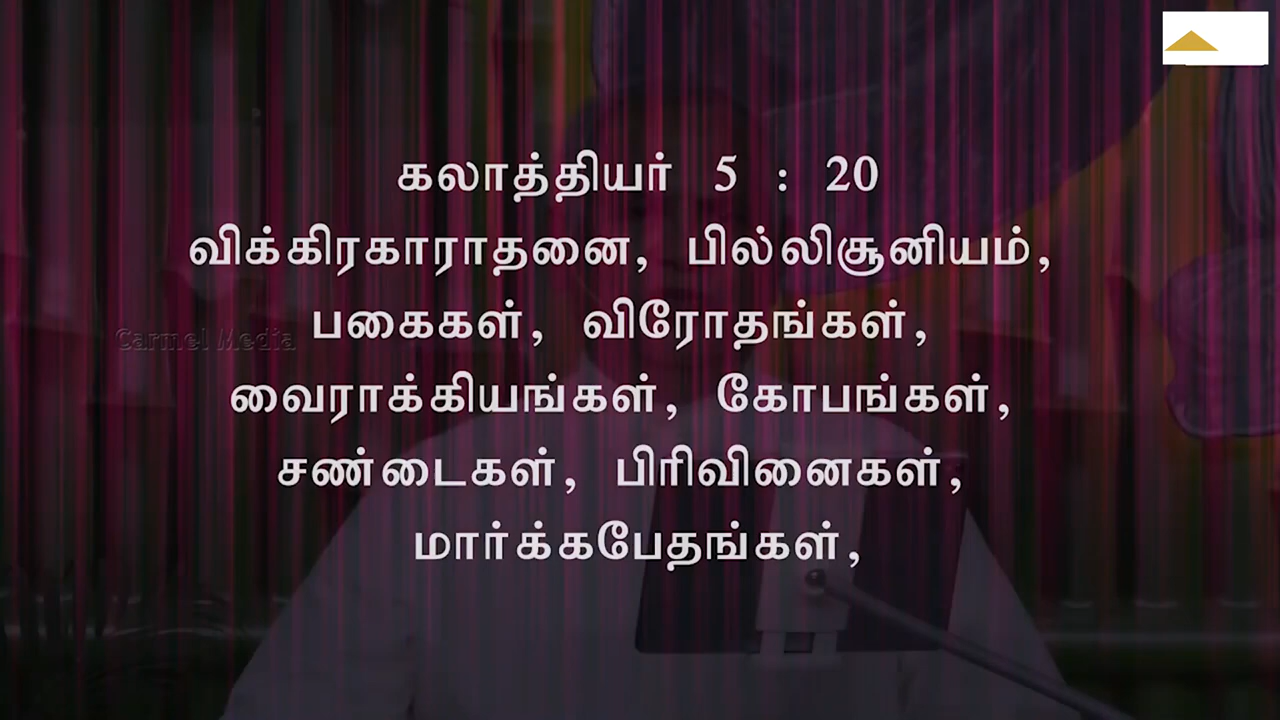 கலாத்தியர் 5 : 20
விக்கிரகாராதனை, பில்லிசூனியம்,
Carmel Media
பகைகள், விரோதங்கள்,
வைராக்கியங்கள், கோபங்கள்,
சண்டைகள், பிரிவினைகள்,
மார்க்கபேதங்கள்,